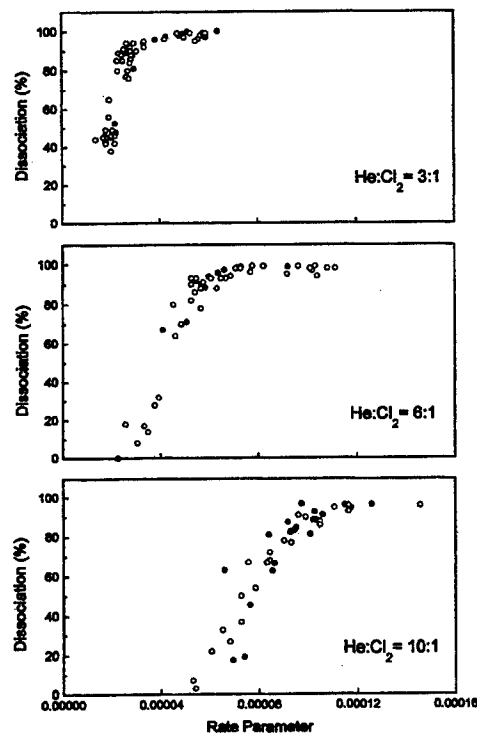 100
80
60
40
20
0
Dissociation (%)
He:Cl₂= 3:1
100
80
60
40
20
0
Dissociation (%)
He:Cl₂= 6:1
100
80
60
40
20
0
Dissociation (%)
He:Cl₂= 10:1
0.00000 0.00004 0.00008 0.00012 0.00016
Rate Parameter